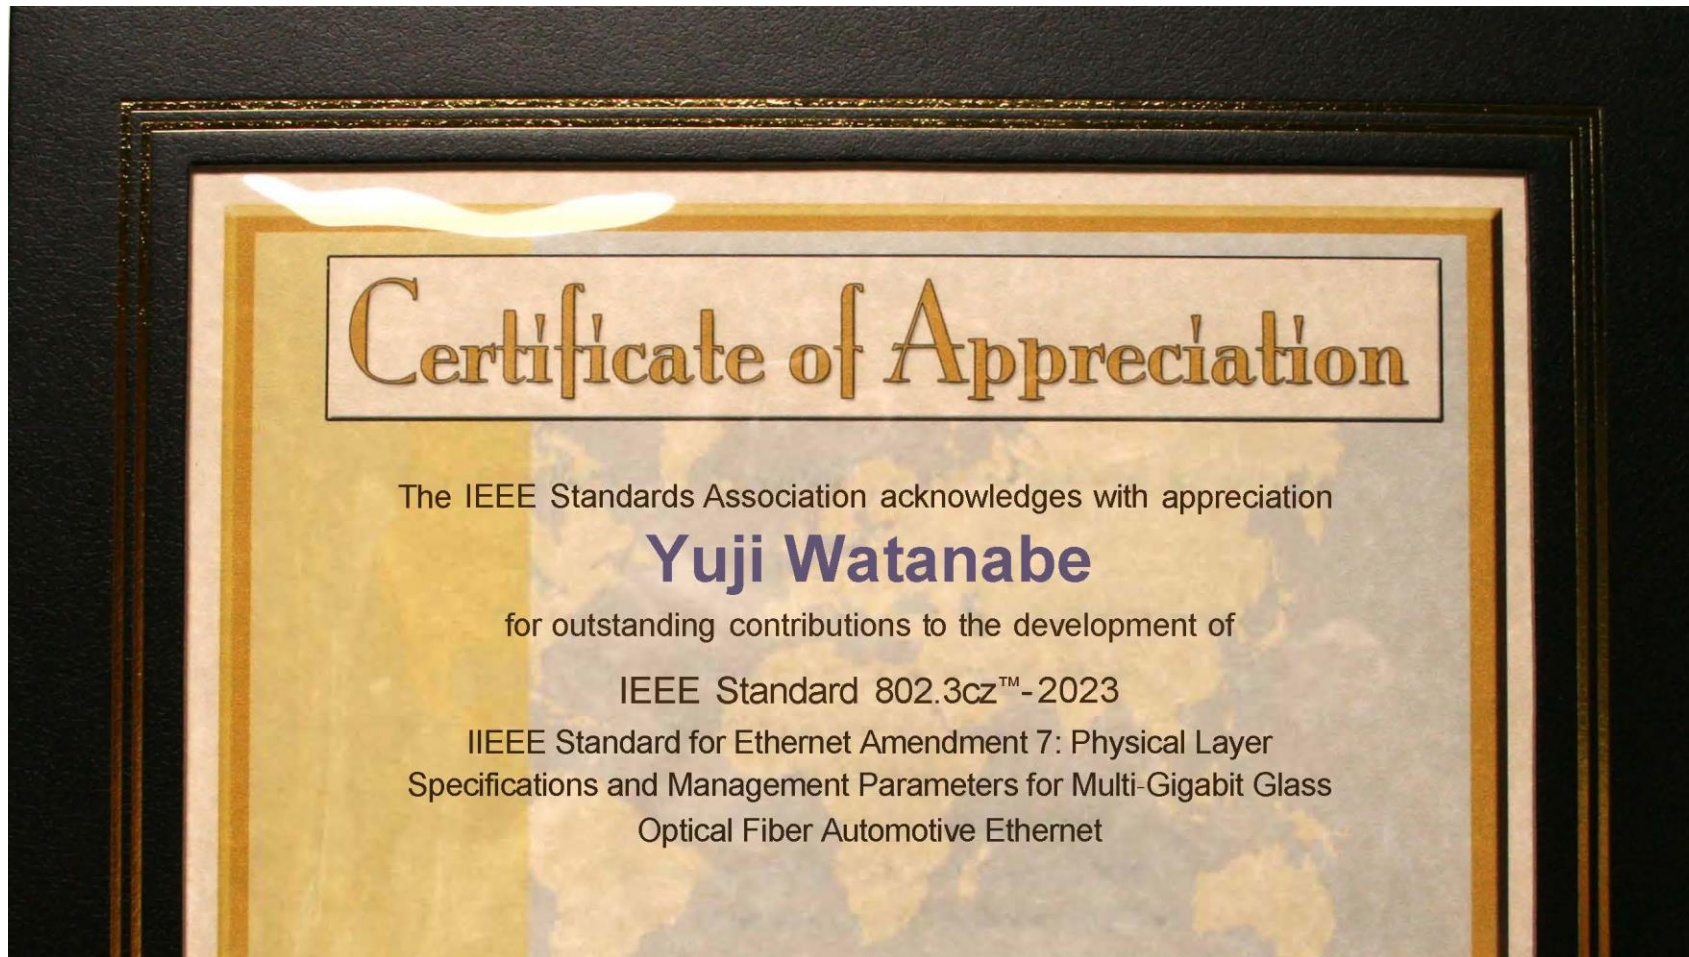 Certificate of Appreciation
The IEEE Standards Association acknowledges with appreciation
Yuji Watanabe
for outstanding contributions to the development of
IEEE Standard 802.3cz™-2023
IIEEE Standard for Ethernet Amendment 7: Physical Layer
Specifications and Management Parameters for Multi-Gigabit Glass
Optical Fiber Automotive Ethernet